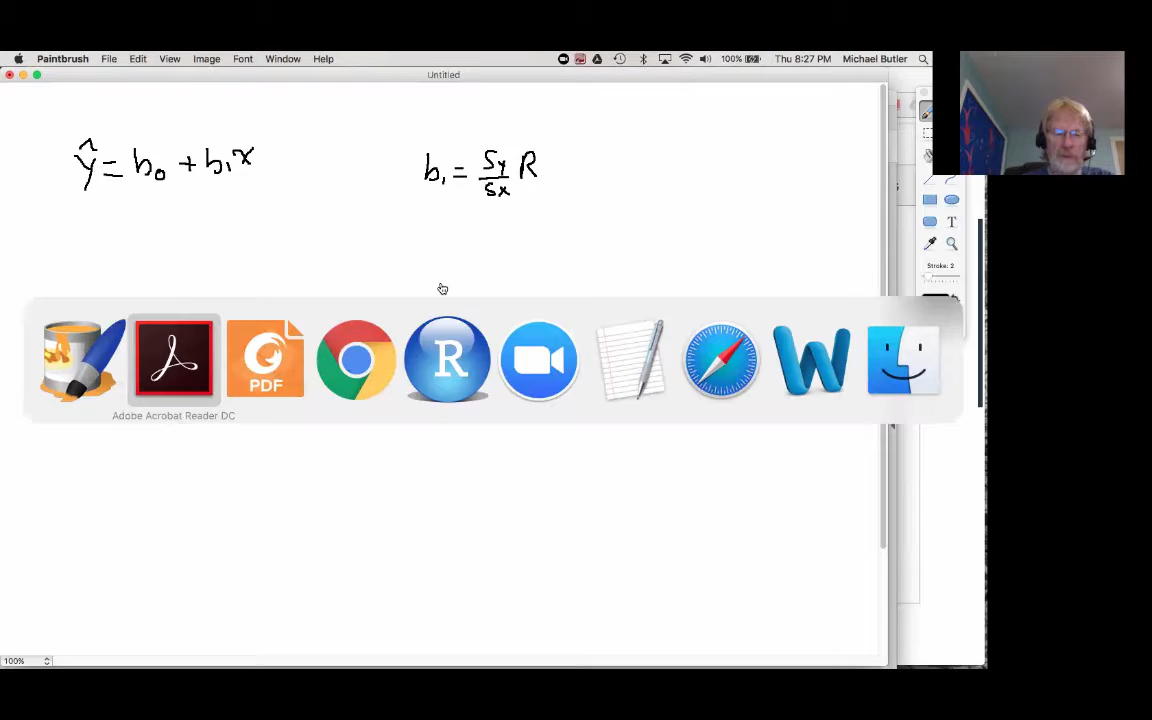 Paintbrush File Edit View Image Font Window Help 100% Thu 8:27 PM Michael Butler
Untitled
ŷ = b₀ + b₁x
b₁ = Sy/Sx R
T
Stroke: 2
PDF
R
W
Adobe Acrobat Reader DC
100%